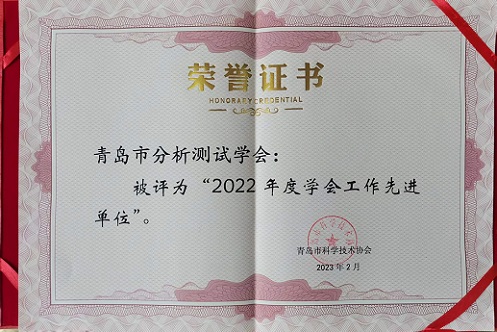 荣誉证书
HONORARY CREDENTIAL
青岛市分析测试学会：
被评为“2022年度学会工作先进
单位”。
青岛市科学技术协会
2023年2月